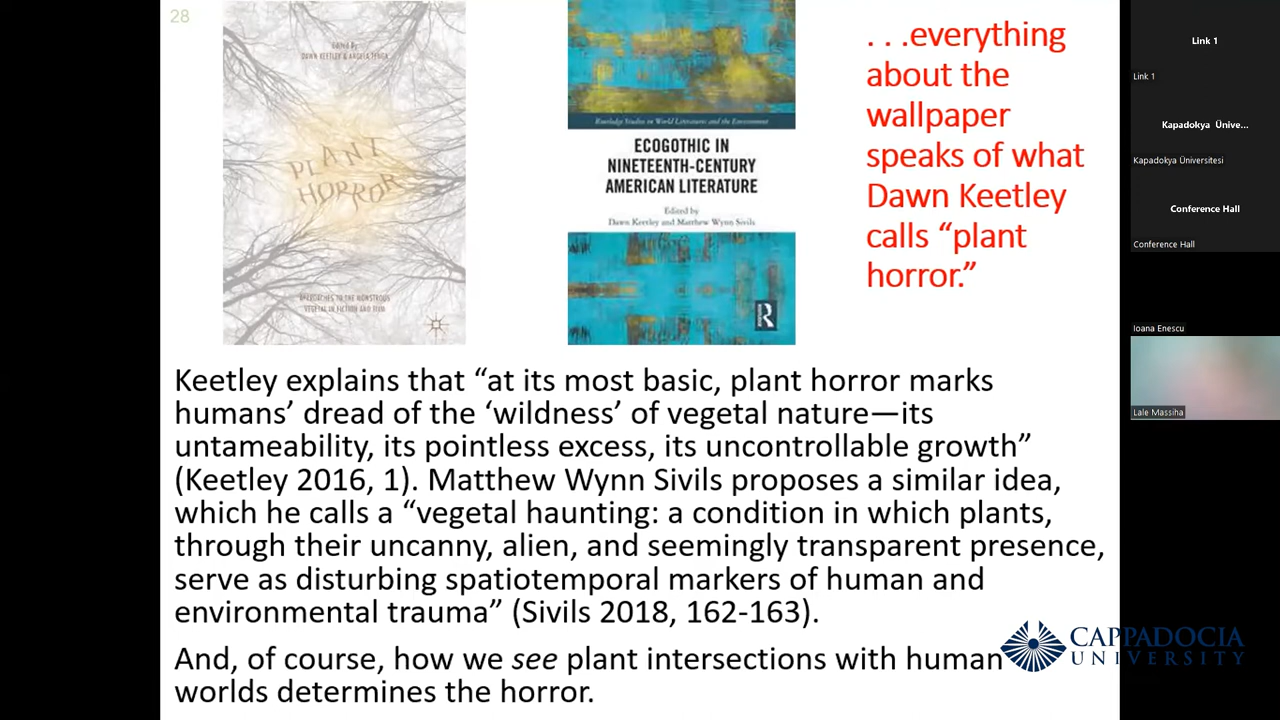 28
Edited By
DAWN KEETLEY & ANGELA TENGA
PLANT
HORROR
APPROACHES TO THE MONSTROUS
VEGETAL IN FICTION AND FILM
Routledge Studies in World Literatures and the Environment
ECOGOTHIC IN
NINETEENTH-CENTURY
AMERICAN LITERATURE
Edited by
Dawn Keetley and Matthew Wynn Sivils
R
. . .everything
about the
wallpaper
speaks of what
Dawn Keetley
calls “plant
horror.”
Keetley explains that “at its most basic, plant horror marks
humans’ dread of the ‘wildness’ of vegetal nature—its
untameability, its pointless excess, its uncontrollable growth”
(Keetley 2016, 1). Matthew Wynn Sivils proposes a similar idea,
which he calls a “vegetal haunting: a condition in which plants,
through their uncanny, alien, and seemingly transparent presence,
serve as disturbing spatiotemporal markers of human and
environmental trauma” (Sivils 2018, 162-163).
And, of course, how we see plant intersections with human
worlds determines the horror.
CAPPADOCIA
UNIVERSITY
Link 1
Link 1
Kapadokya Ünive...
Kapadokya Üniversitesi
Conference Hall
Conference Hall
Ioana Enescu
Lale Massiha